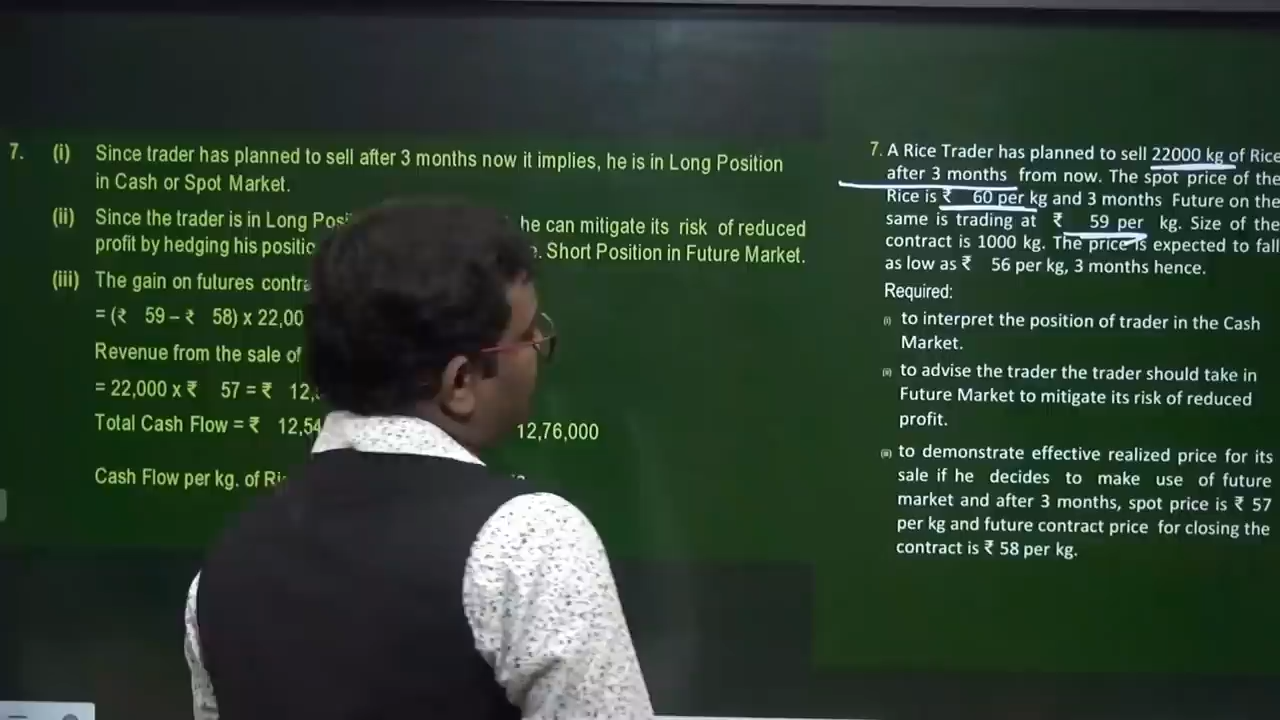 7. (i) Since trader has planned to sell after 3 months now it implies, he is in Long Position
in Cash or Spot Market.
(ii) Since the trader is in Long he can mitigate its risk of reduced
profit by hedging his Short Position in Future Market.
(iii) The gain on futures
= (₹ 59 – ₹ 58) x 22,00
Revenue from the sale of
= 22,000 x ₹ 57 = ₹ 12,
Total Cash Flow = ₹ 12,54 12,76,000
Cash Flow per kg. of
7. A Rice Trader has planned to sell 22000 kg of Rice
after 3 months from now. The spot price of the
Rice is ₹ 60 per kg and 3 months Future on the
same is trading at ₹ 59 per kg. Size of the
contract is 1000 kg. The price is expected to fall
as low as ₹ 56 per kg, 3 months hence.
Required:
(i) to interpret the position of trader in the Cash
Market.
(ii) to advise the trader the trader should take in
Future Market to mitigate its risk of reduced
profit.
(iii) to demonstrate effective realized price for its
sale if he decides to make use of future
market and after 3 months, spot price is ₹ 57
per kg and future contract price for closing the
contract is ₹ 58 per kg.